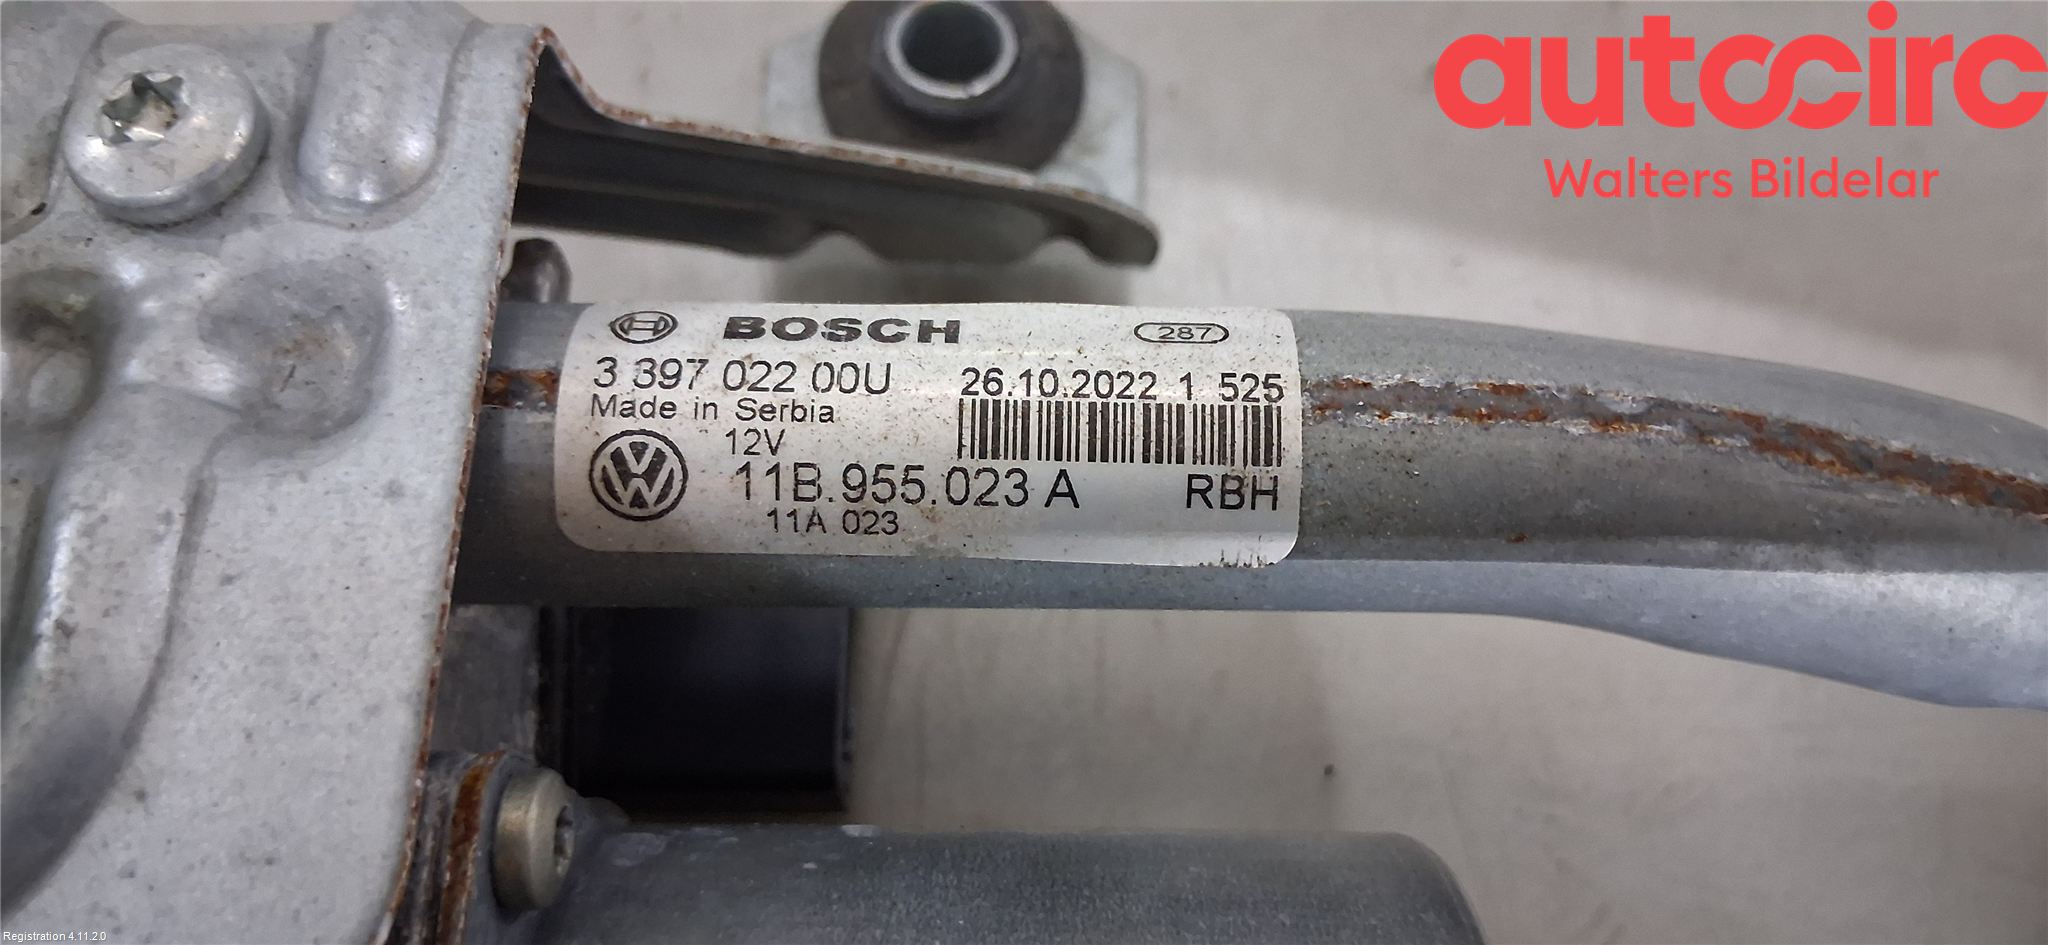 autocirc
Walters Bildelar
BOSCH 287
3 397 022 00U 26.10.2022 1 525
Made in Serbia
12V
11B.955.023 A RBH
11A 023
Registration 4.11.2.0